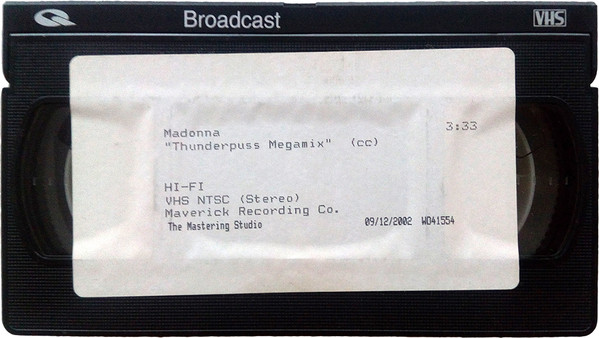 Broadcast
VHS
Madonna 3:33
"Thunderpuss Megamix" (cc)
HI-FI
VHS NTSC (Stereo)
Maverick Recording Co.
The Mastering Studio 09/12/2002 WO41554